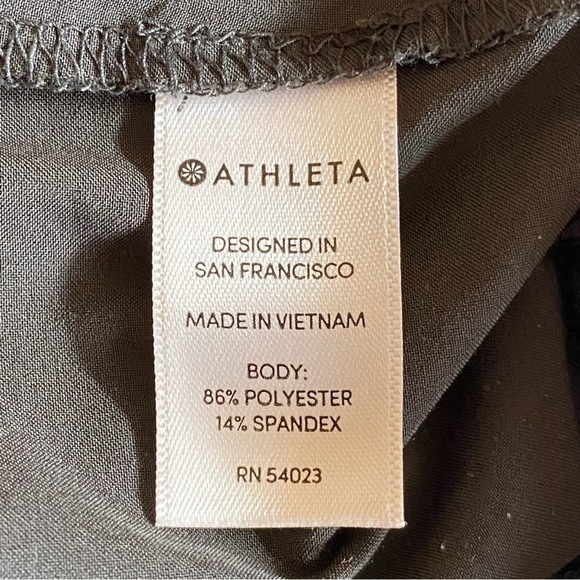 ATHLETA
DESIGNED IN
SAN FRANCISCO
MADE IN VIETNAM
BODY:
86% POLYESTER
14% SPANDEX
RN 54023